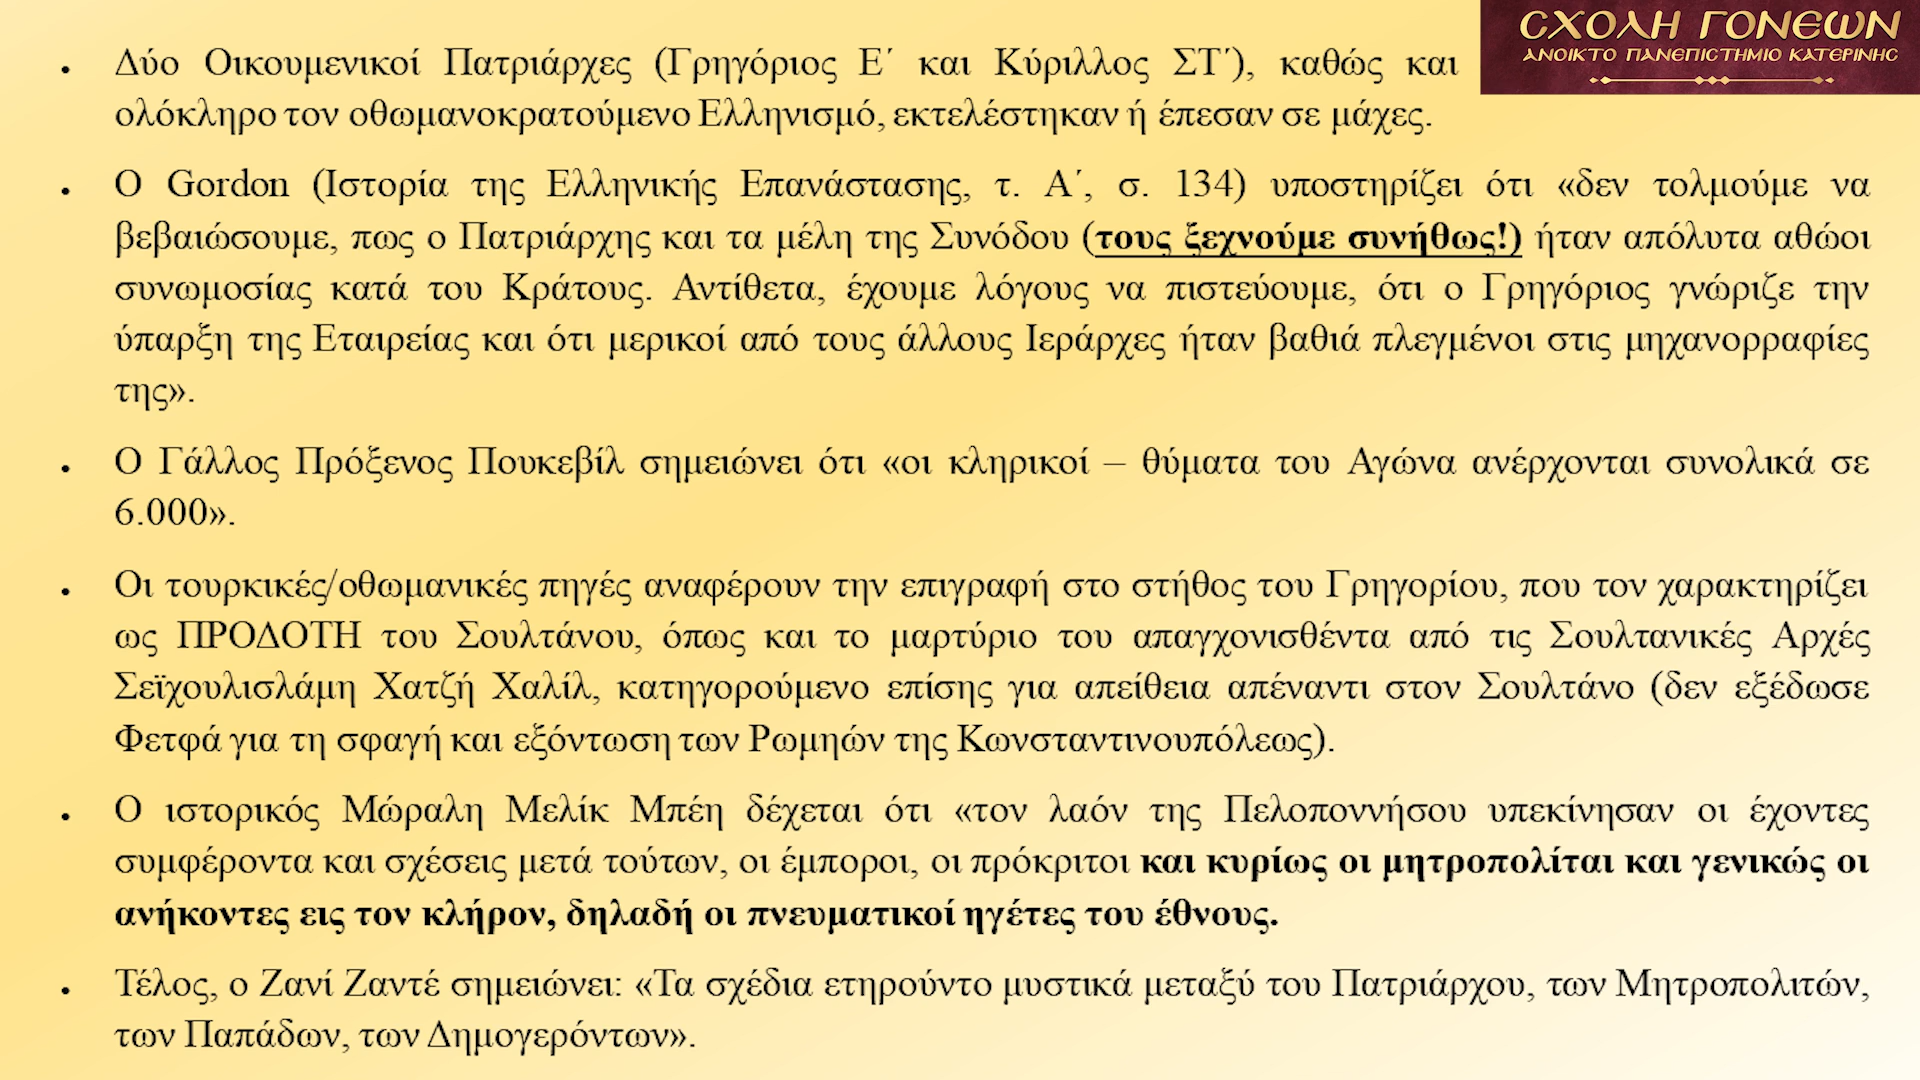 ΣΧΟΛΗ ΓΟΝΕΩΝ
ΑΝΟΙΚΤΟ ΠΑΝΕΠΙΣΤΗΜΙΟ ΚΑΤΕΡΙΝΗΣ
• Δύο Οικουμενικοί Πατριάρχες (Γρηγόριος Ε΄ και Κύριλλος ΣΤ΄), καθώς και
ολόκληρο τον οθωμανοκρατούμενο Ελληνισμό, εκτελέστηκαν ή έπεσαν σε μάχες.
• Ο Gordon (Ιστορία της Ελληνικής Επανάστασης, τ. Α΄, σ. 134) υποστηρίζει ότι «δεν τολμούμε να
βεβαιώσουμε, πως ο Πατριάρχης και τα μέλη της Συνόδου (τους ξεχνούμε συνήθως!) ήταν απόλυτα αθώοι
συνωμοσίας κατά του Κράτους. Αντίθετα, έχουμε λόγους να πιστεύουμε, ότι ο Γρηγόριος γνώριζε την
ύπαρξη της Εταιρείας και ότι μερικοί από τους άλλους Ιεράρχες ήταν βαθιά πλεγμένοι στις μηχανορραφίες
της».
• Ο Γάλλος Πρόξενος Πουκεβίλ σημειώνει ότι «οι κληρικοί – θύματα του Αγώνα ανέρχονται συνολικά σε
6.000».
• Οι τουρκικές/οθωμανικές πηγές αναφέρουν την επιγραφή στο στήθος του Γρηγορίου, που τον χαρακτηρίζει
ως ΠΡΟΔΟΤΗ του Σουλτάνου, όπως και το μαρτύριο του απαγχονισθέντα από τις Σουλτανικές Αρχές
Σεϊχουλισλάμη Χατζή Χαλίλ, κατηγορούμενο επίσης για απείθεια απέναντι στον Σουλτάνο (δεν εξέδωσε
Φετφά για τη σφαγή και εξόντωση των Ρωμηών της Κωνσταντινουπόλεως).
• Ο ιστορικός Μώραλη Μελίκ Μπέη δέχεται ότι «τον λαόν της Πελοποννήσου υπεκίνησαν οι έχοντες
συμφέροντα και σχέσεις μετά τούτων, οι έμποροι, οι πρόκριτοι και κυρίως οι μητροπολίται και γενικώς οι
ανήκοντες εις τον κλήρον, δηλαδή οι πνευματικοί ηγέτες του έθνους.
• Τέλος, ο Ζανί Ζαντέ σημειώνει: «Τα σχέδια ετηρούντο μυστικά μεταξύ του Πατριάρχου, των Μητροπολιτών,
των Παπάδων, των Δημογερόντων».